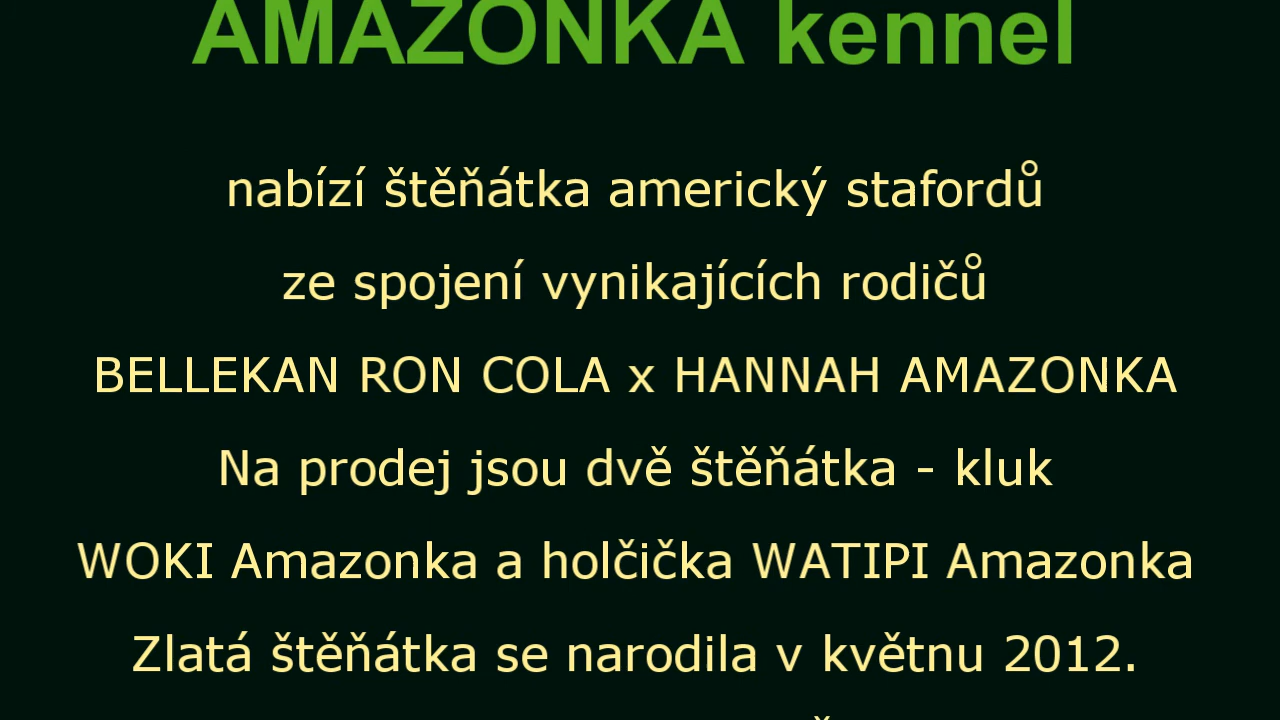 AMAZONKA kennel
nabízí štěňátka americký stafordů
ze spojení vynikajících rodičů
BELLEKAN RON COLA x HANNAH AMAZONKA
Na prodej jsou dvě štěňátka - kluk
WOKI Amazonka a holčička WATIPI Amazonka
Zlatá štěňátka se narodila v květnu 2012.